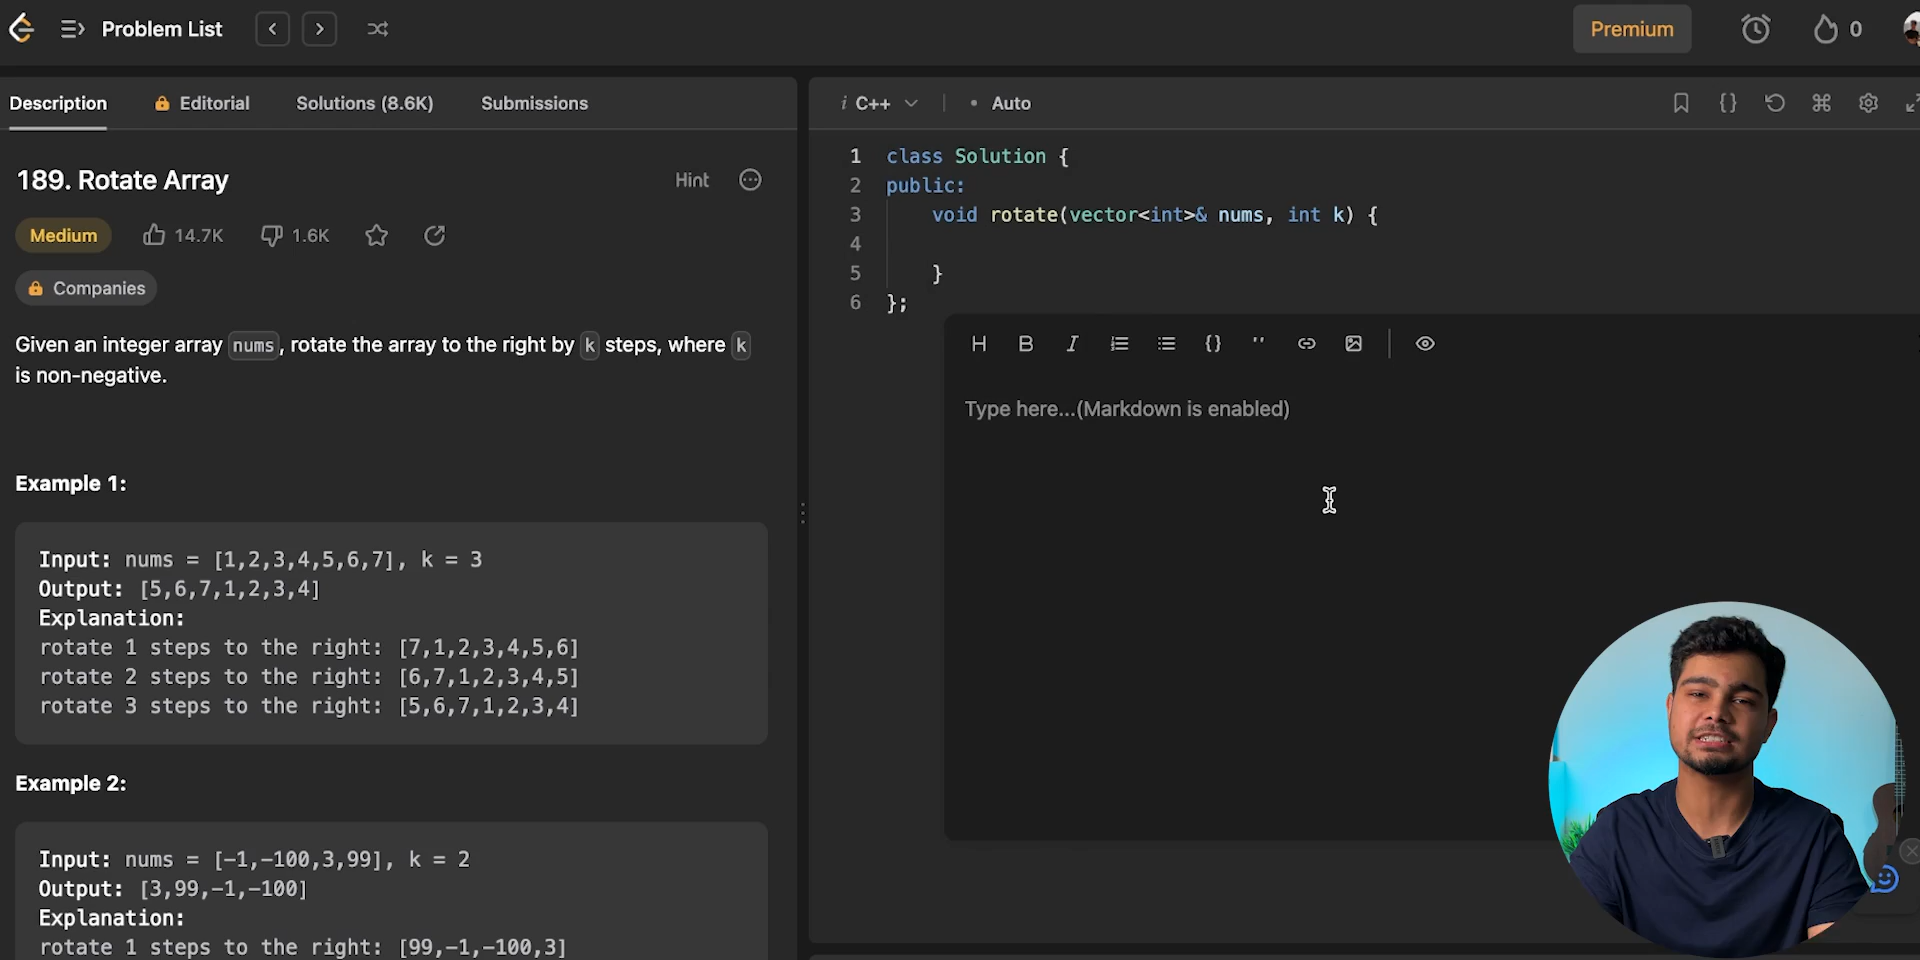 Problem List
Premium
0
Description
Editorial
Solutions (8.6K)
Submissions
189. Rotate Array
Hint
Medium
14.7K
1.6K
Companies
Given an integer array nums, rotate the array to the right by k steps, where k
is non-negative.
Example 1:
Input: nums = [1,2,3,4,5,6,7], k = 3
Output: [5,6,7,1,2,3,4]
Explanation:
rotate 1 steps to the right: [7,1,2,3,4,5,6]
rotate 2 steps to the right: [6,7,1,2,3,4,5]
rotate 3 steps to the right: [5,6,7,1,2,3,4]
Example 2:
Input: nums = [-1,-100,3,99], k = 2
Output: [3,99,-1,-100]
Explanation:
rotate 1 steps to the right: [99,-1,-100,3]
i C++
Auto
1 class Solution {
2 public:
3 void rotate(vector<int>& nums, int k) {
4
5 }
6 };
H B I
Type here...(Markdown is enabled)